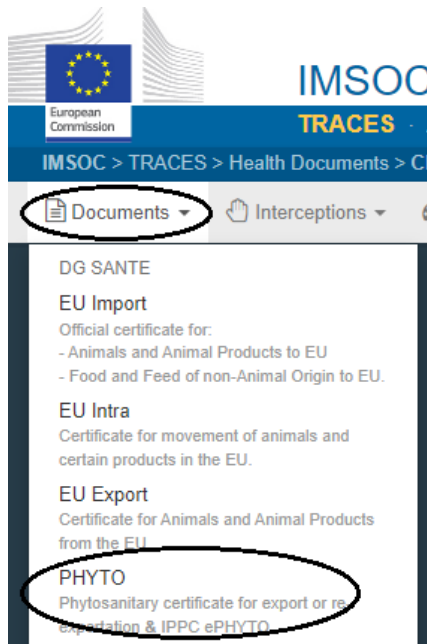 European
Commission
IMSOC
TRACES
IMSOC > TRACES > Health Documents >
Documents
Interceptions
DG SANTE
EU Import
Official certificate for:
- Animals and Animal Products to EU
- Food and Feed of non-Animal Origin to EU.
EU Intra
Certificate for movement of animals and
certain products in the EU.
EU Export
Certificate for Animals and Animal Products
from the EU
PHYTO
Phytosanitary certificate for export or re-
exportation & IPPC ePHYTO